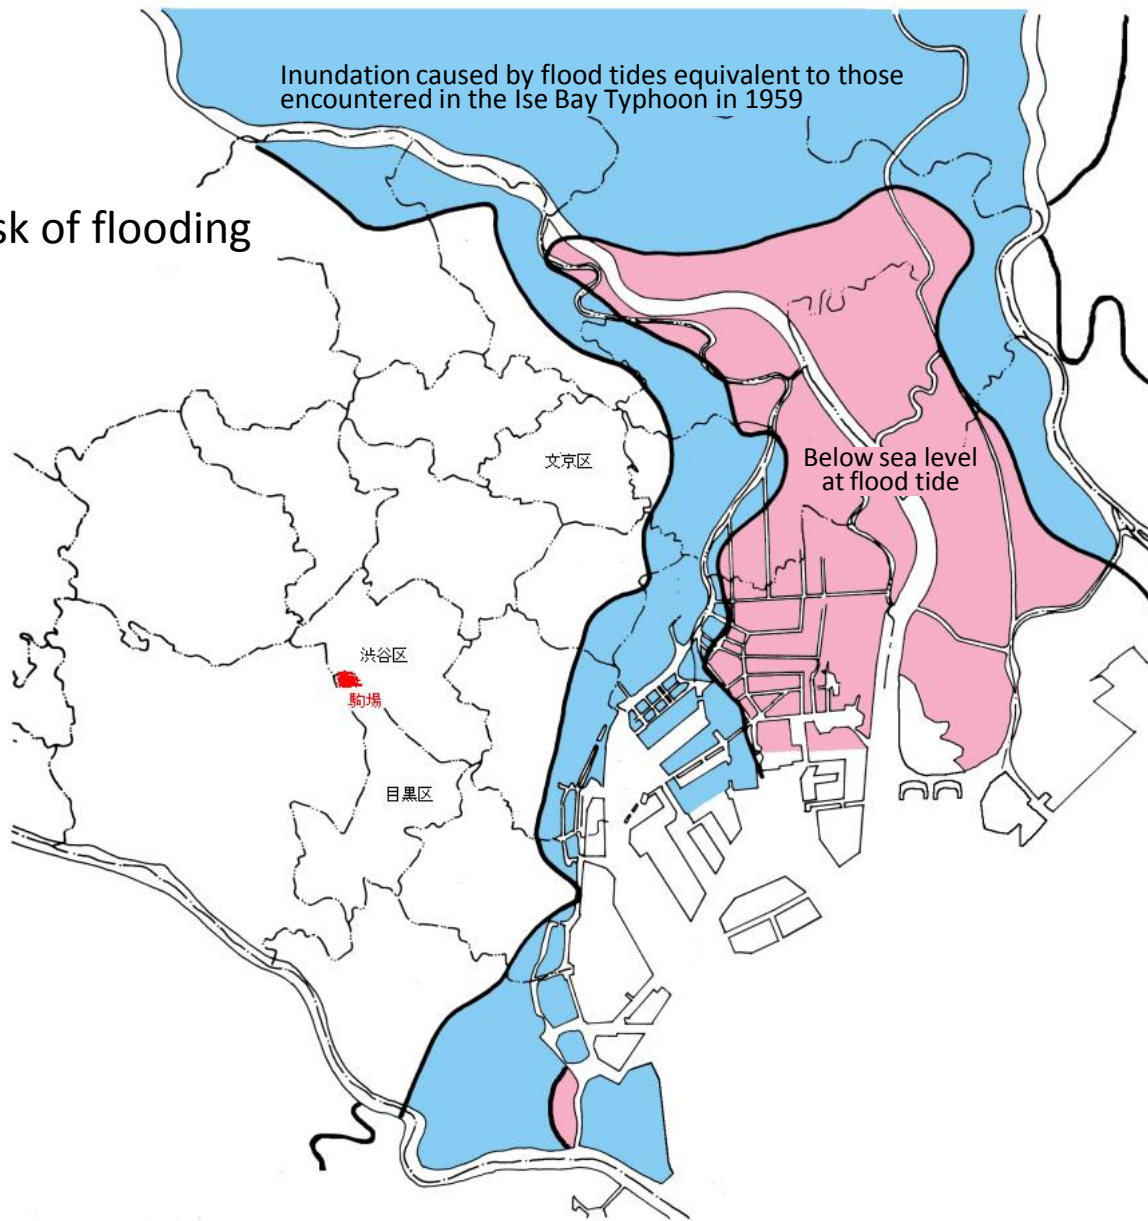 Inundation caused by flood tides equivalent to those
encountered in the Ise Bay Typhoon in 1959
sk of flooding
文京区
Below sea level
at flood tide
渋谷区
駒場
目黒区